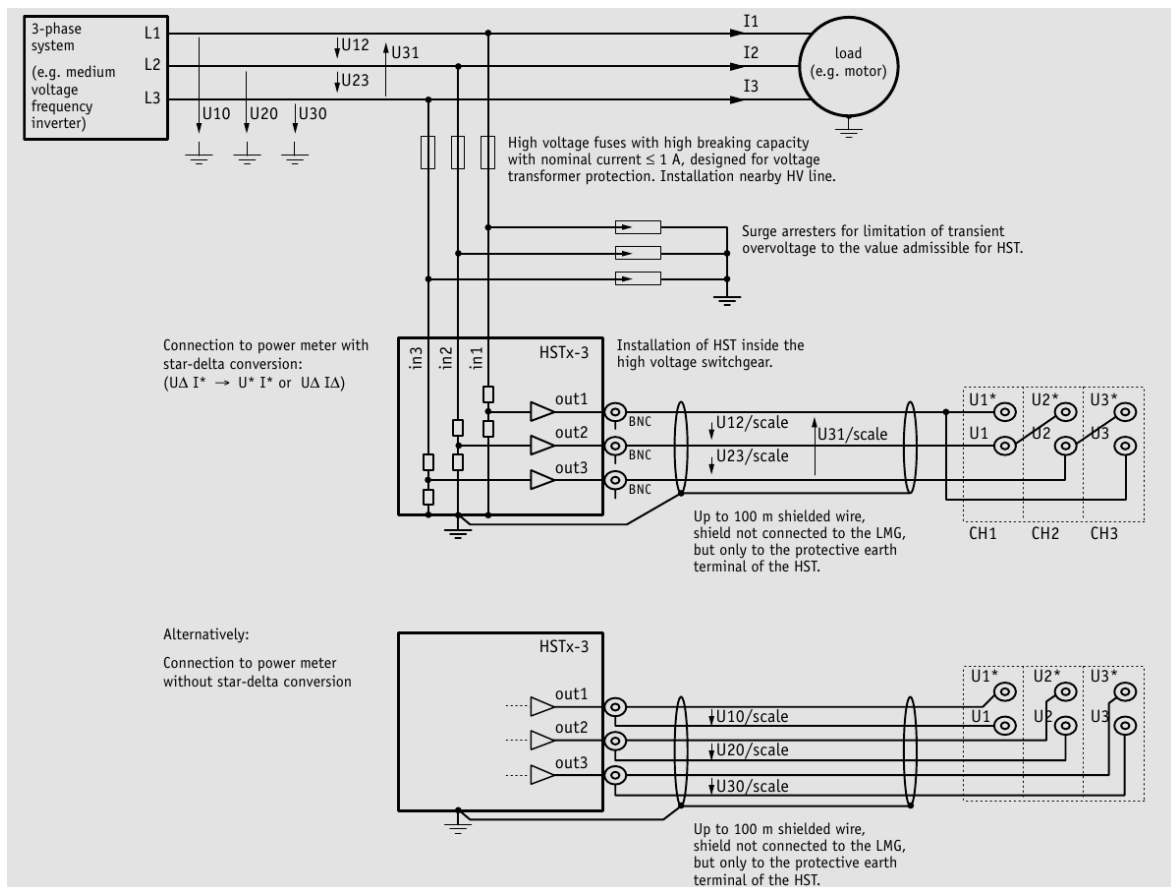 3-phase
system
(e.g. medium
voltage
frequency
inverter)
L1
L2
L3
U12
U23
U31
U10
U20
U30
I1
I2
I3
load
(e.g. motor)
High voltage fuses with high breaking capacity
with nominal current ≤ 1 A, designed for voltage
transformer protection. Installation nearby HV line.
Surge arresters for limitation of transient
overvoltage to the value admissible for HST.
Connection to power meter with
star-delta conversion:
(UΔ I* → U* I* or UΔ IΔ)
in3
in2
in1
HSTx-3
Installation of HST inside the
high voltage switchgear.
out1
out2
out3
BNC
BNC
BNC
U12/scale
U23/scale
U31/scale
U1*
U2*
U3*
U1
U2
U3
CH1
CH2
CH3
Up to 100 m shielded wire,
shield not connected to the LMG,
but only to the protective earth
terminal of the HST.
Alternatively:
Connection to power meter
without star-delta conversion
HSTx-3
out1
out2
out3
U10/scale
U20/scale
U30/scale
U1*
U2*
U3*
U1
U2
U3
Up to 100 m shielded wire,
shield not connected to the LMG,
but only to the protective earth
terminal of the HST.